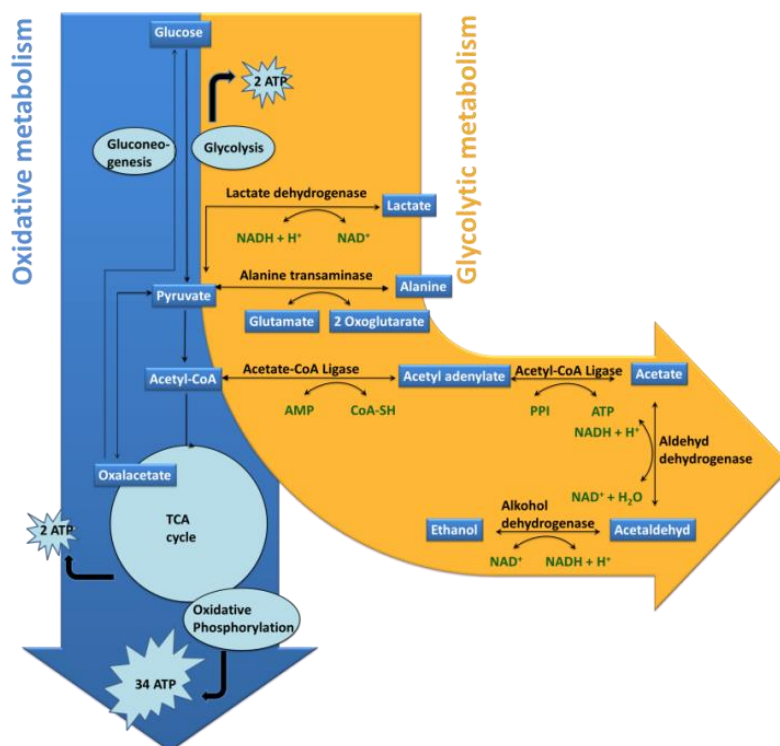 Oxidative metabolism
Glycolytic metabolism
Glucose
2 ATP
Gluconeo-
genesis
Glycolysis
Lactate dehydrogenase
Lactate
NADH + H⁺
NAD⁺
Alanine transaminase
Alanine
Pyruvate
Glutamate
2 Oxoglutarate
Acetate-CoA Ligase
Acetyl-CoA Ligase
Acetyl-CoA
Acetyl adenylate
Acetate
AMP
CoA-SH
PPI
ATP
NADH + H⁺
Aldehyd
dehydrogenase
Oxalacetate
NAD⁺ + H₂O
TCA
cycle
2 ATP
Alkohol
dehydrogenase
Ethanol
Acetaldehyd
NAD⁺
NADH + H⁺
Oxidative
Phosphorylation
34 ATP